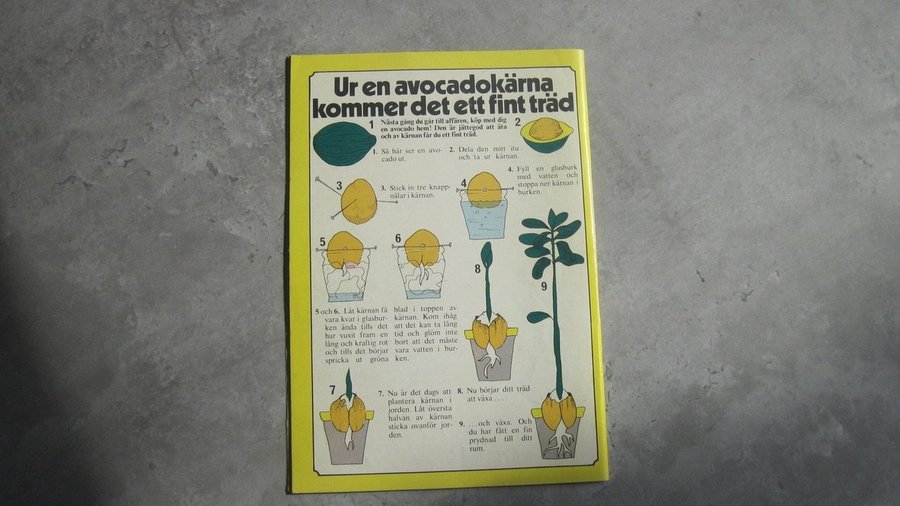 Ur en avocadokärna
kommer det ett fint träd
1 Nästa gång du går till affären, köp med dig
en avocado hem! Den är jättegod att äta
och av kärnan får du ett fint träd.
2
1. Så här ser en avo-
cado ut.
2. Dela den mitt itu
och ta ur kärnan.
3
3. Stick in tre knapp-
nålar i kärnan.
4
4. Fyll en glasburk
med vatten och
stoppa ner kärnan i
burken.
5
6
5 och 6. Låt kärnan få
vara kvar i glasbur-
ken ända tills det
har vuxit fram en
lång och kraftig rot
och tills det börjar
spricka ut gröna
blad i toppen av
kärnan. Kom ihåg
att det kan ta lång
tid och glöm inte
bort att det måste
vara vatten i bur-
ken.
7
7. Nu är det dags att
plantera kärnan i
jorden. Låt översta
halvan av kärnan
sticka ovanför jor-
den.
8
8. Nu börjar ditt träd
att växa . . .
9
9. . . . och växa. Och
du har fått en fin
prydnad till ditt
rum.